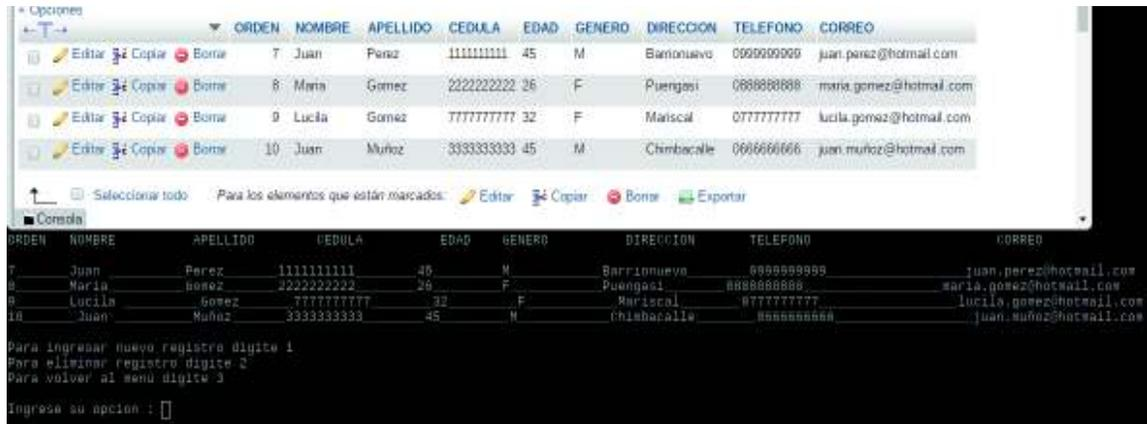 Opciones
ORDEN NOMBRE APELLIDO CEDULA EDAD GENERO DIRECCION TELEFONO CORREO
Editar Copiar Borrar 7 Juan Perez 1111111111 45 M Barrionuevo 0999999999 juan.perez@hotmail.com
Editar Copiar Borrar 8 Maria Gomez 2222222222 26 F Puengasi 0888888888 maria.gomez@hotmail.com
Editar Copiar Borrar 9 Lucila Gomez 7777777777 32 F Mariscal 0777777777 lucila.gomez@hotmail.com
Editar Copiar Borrar 10 Juan Muñoz 3333333333 45 M Chimbacalle 0666666666 juan.muñoz@hotmail.com
Seleccionar todo Para los elementos que están marcados: Editar Copiar Borrar Exportar
Consola
ORDEN NOMBRE APELLIDO CEDULA EDAD GENERO DIRECCION TELEFONO CORREO
7 Juan Perez 1111111111 45 M Barrionuevo 0999999999 juan.perez@hotmail.com
8 Maria Gomez 2222222222 26 F Puengasi 0888888888 maria.gomez@hotmail.com
9 Lucila Gomez 7777777777 32 F Mariscal 0777777777 lucila.gomez@hotmail.com
10 Juan Muñoz 3333333333 45 M Chimbacalle 0666666666 juan.muñoz@hotmail.com
Para ingresar nuevo registro digite 1
Para eliminar registro digite 2
Para volver al menú digite 3
Ingrese su opcion :